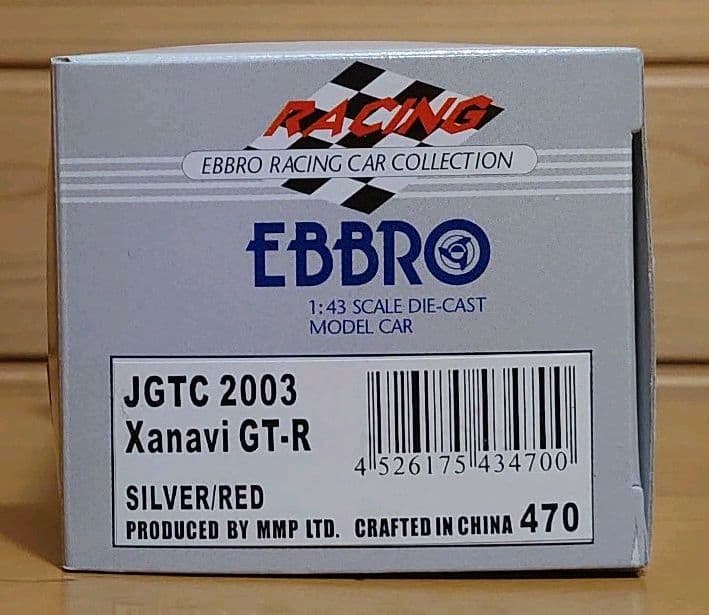 RACING
EBBRO RACING CAR COLLECTION
EBBRO
1:43 SCALE DIE-CAST
MODEL CAR
JGTC 2003
Xanavi GT-R
4 526175 434700
SILVER/RED
PRODUCED BY MMP LTD. CRAFTED IN CHINA 470